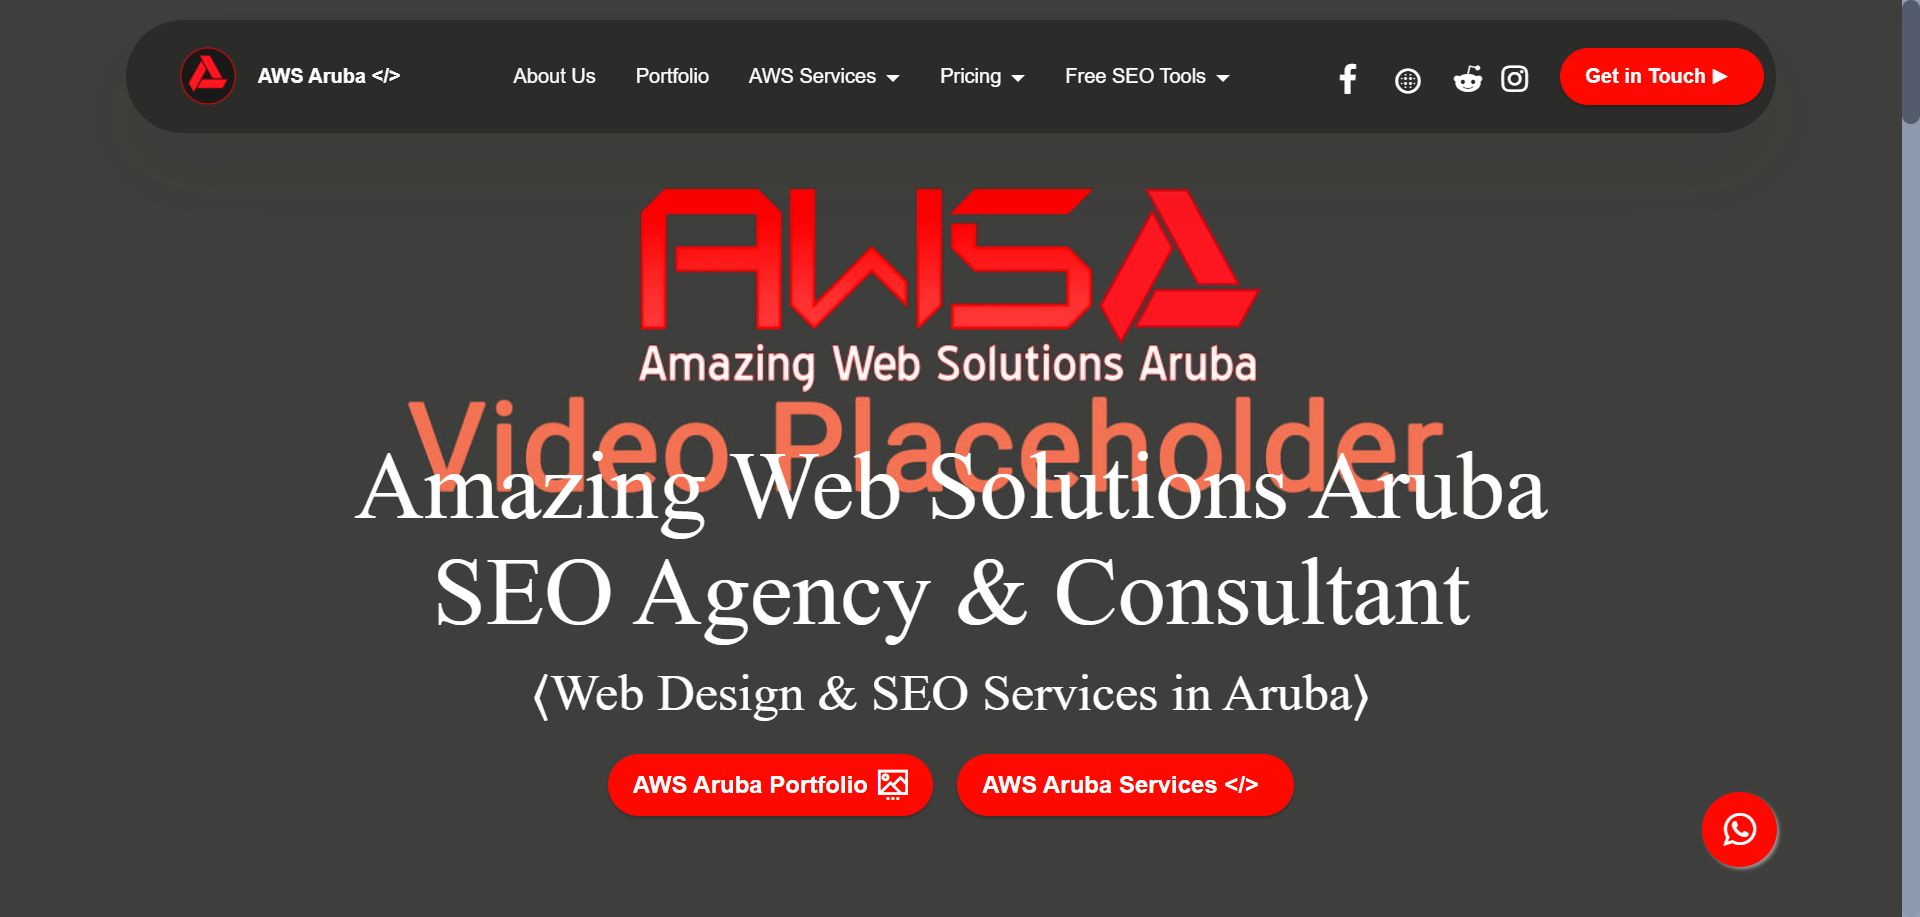 AWS Aruba </>
About Us
Portfolio
AWS Services
Pricing
Free SEO Tools
Get in Touch
AWSA
Amazing Web Solutions Aruba
Video Placeholder
Amazing Web Solutions Aruba
SEO Agency & Consultant
⟨Web Design & SEO Services in Aruba⟩
AWS Aruba Portfolio
AWS Aruba Services </>